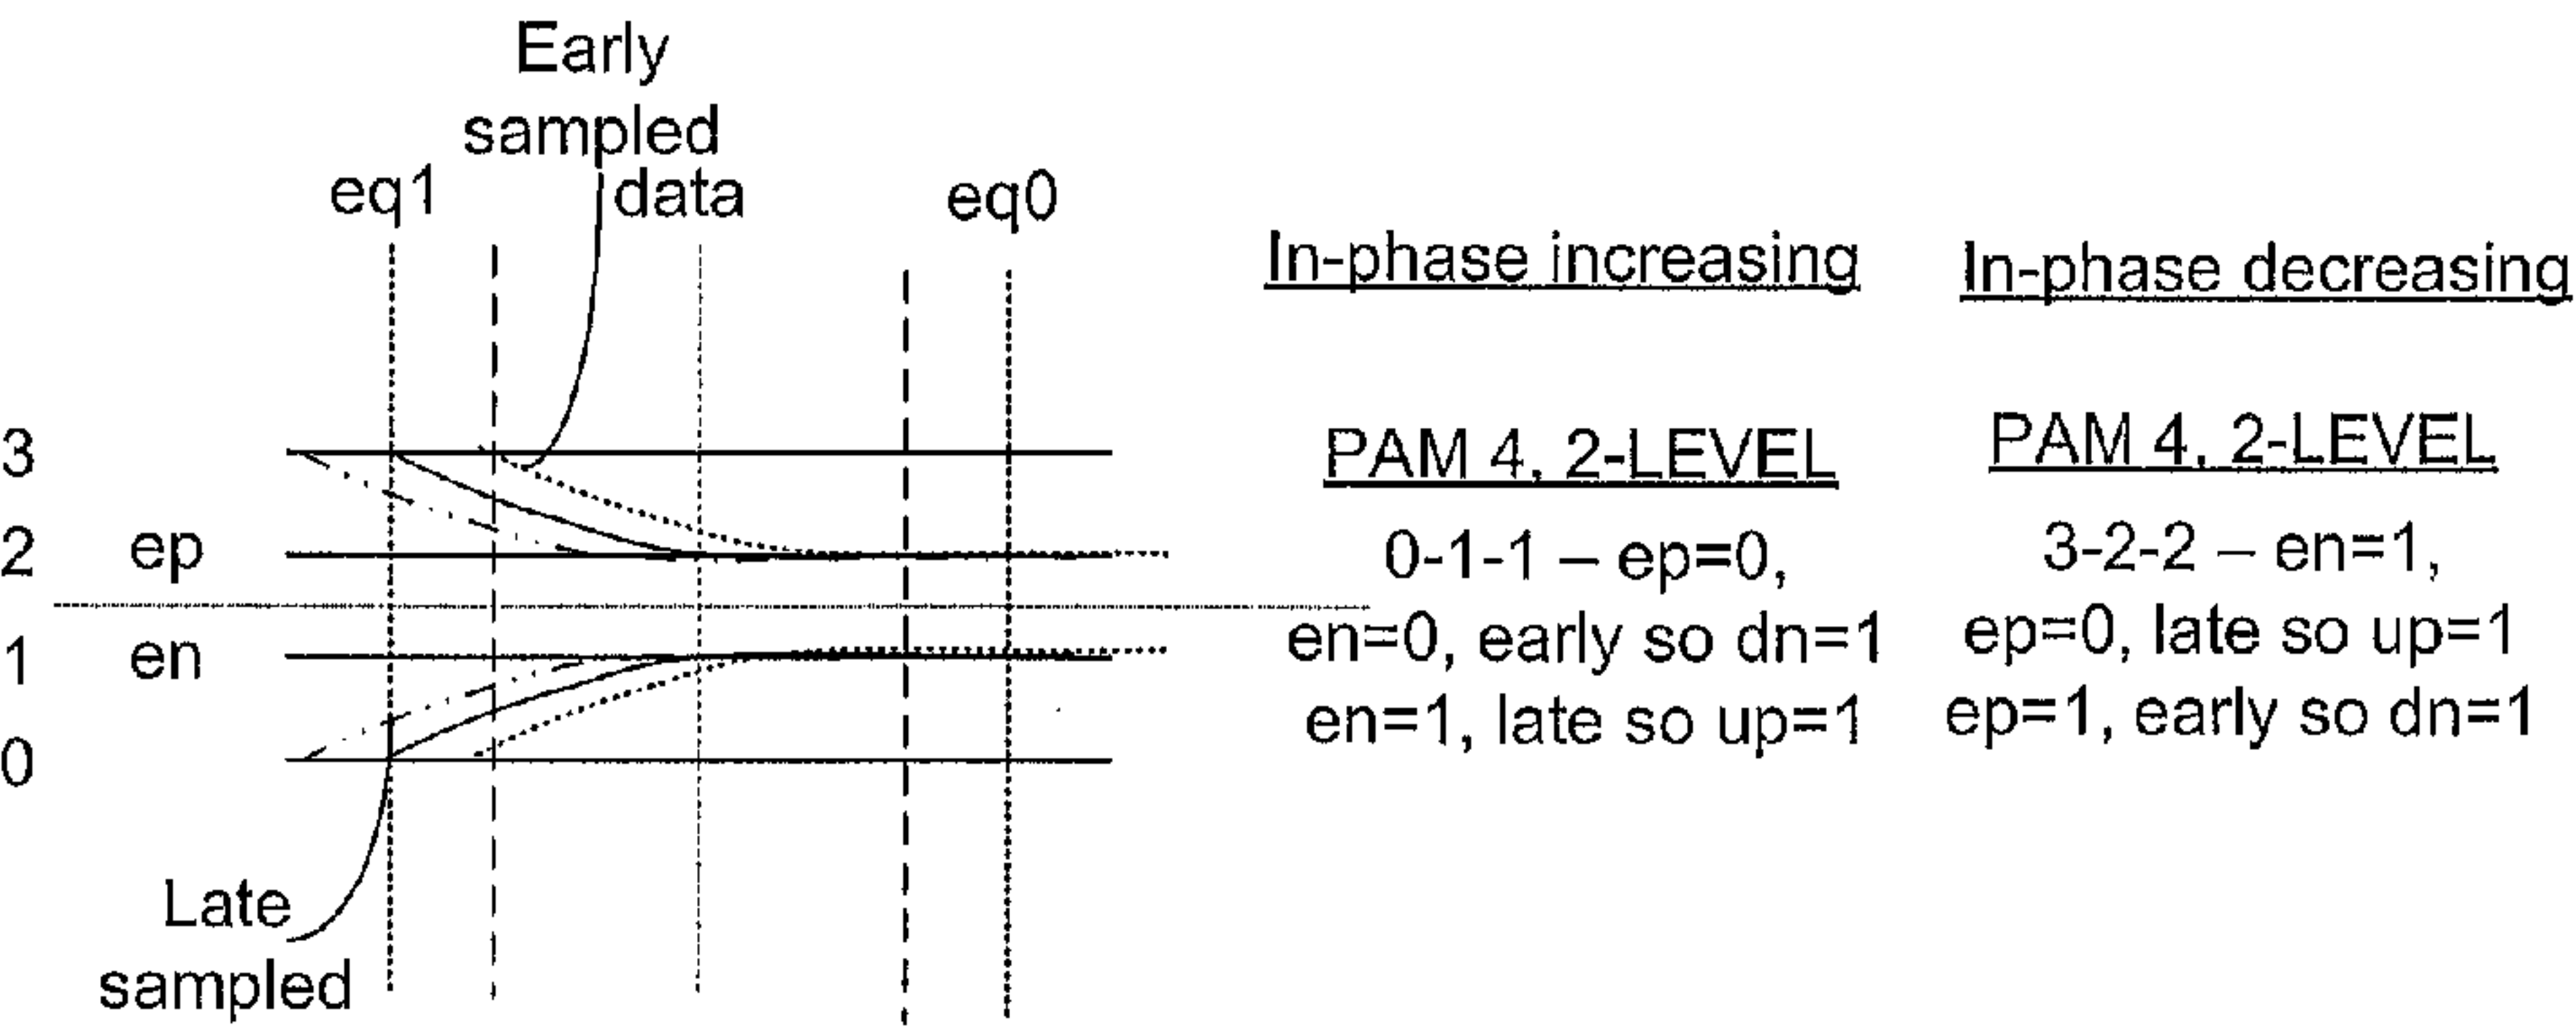 Early
sampled
eq1
data
eq0
3
2
ep
1
en
0
Late
sampled
In-phase increasing
PAM 4, 2-LEVEL
0-1-1 – ep=0,
en=0, early so dn=1
en=1, late so up=1
In-phase decreasing
PAM 4, 2-LEVEL
3-2-2 – en=1,
ep=0, late so up=1
ep=1, early so dn=1